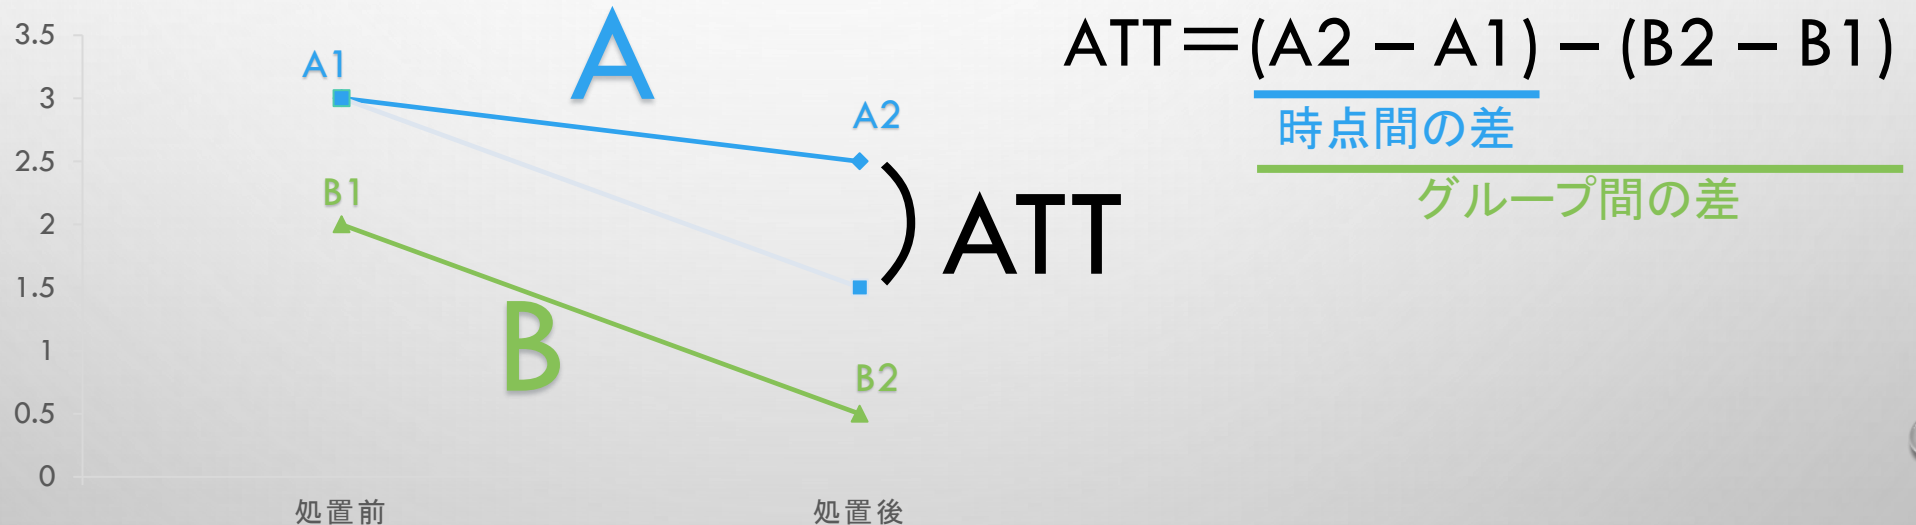 ATT＝(A2 – A1) – (B2 – B1)
時点間の差
グループ間の差
3.5
3
2.5
2
1.5
1
0.5
0
A1
A
A2
B1
ATT
B
B2
処置前
処置後